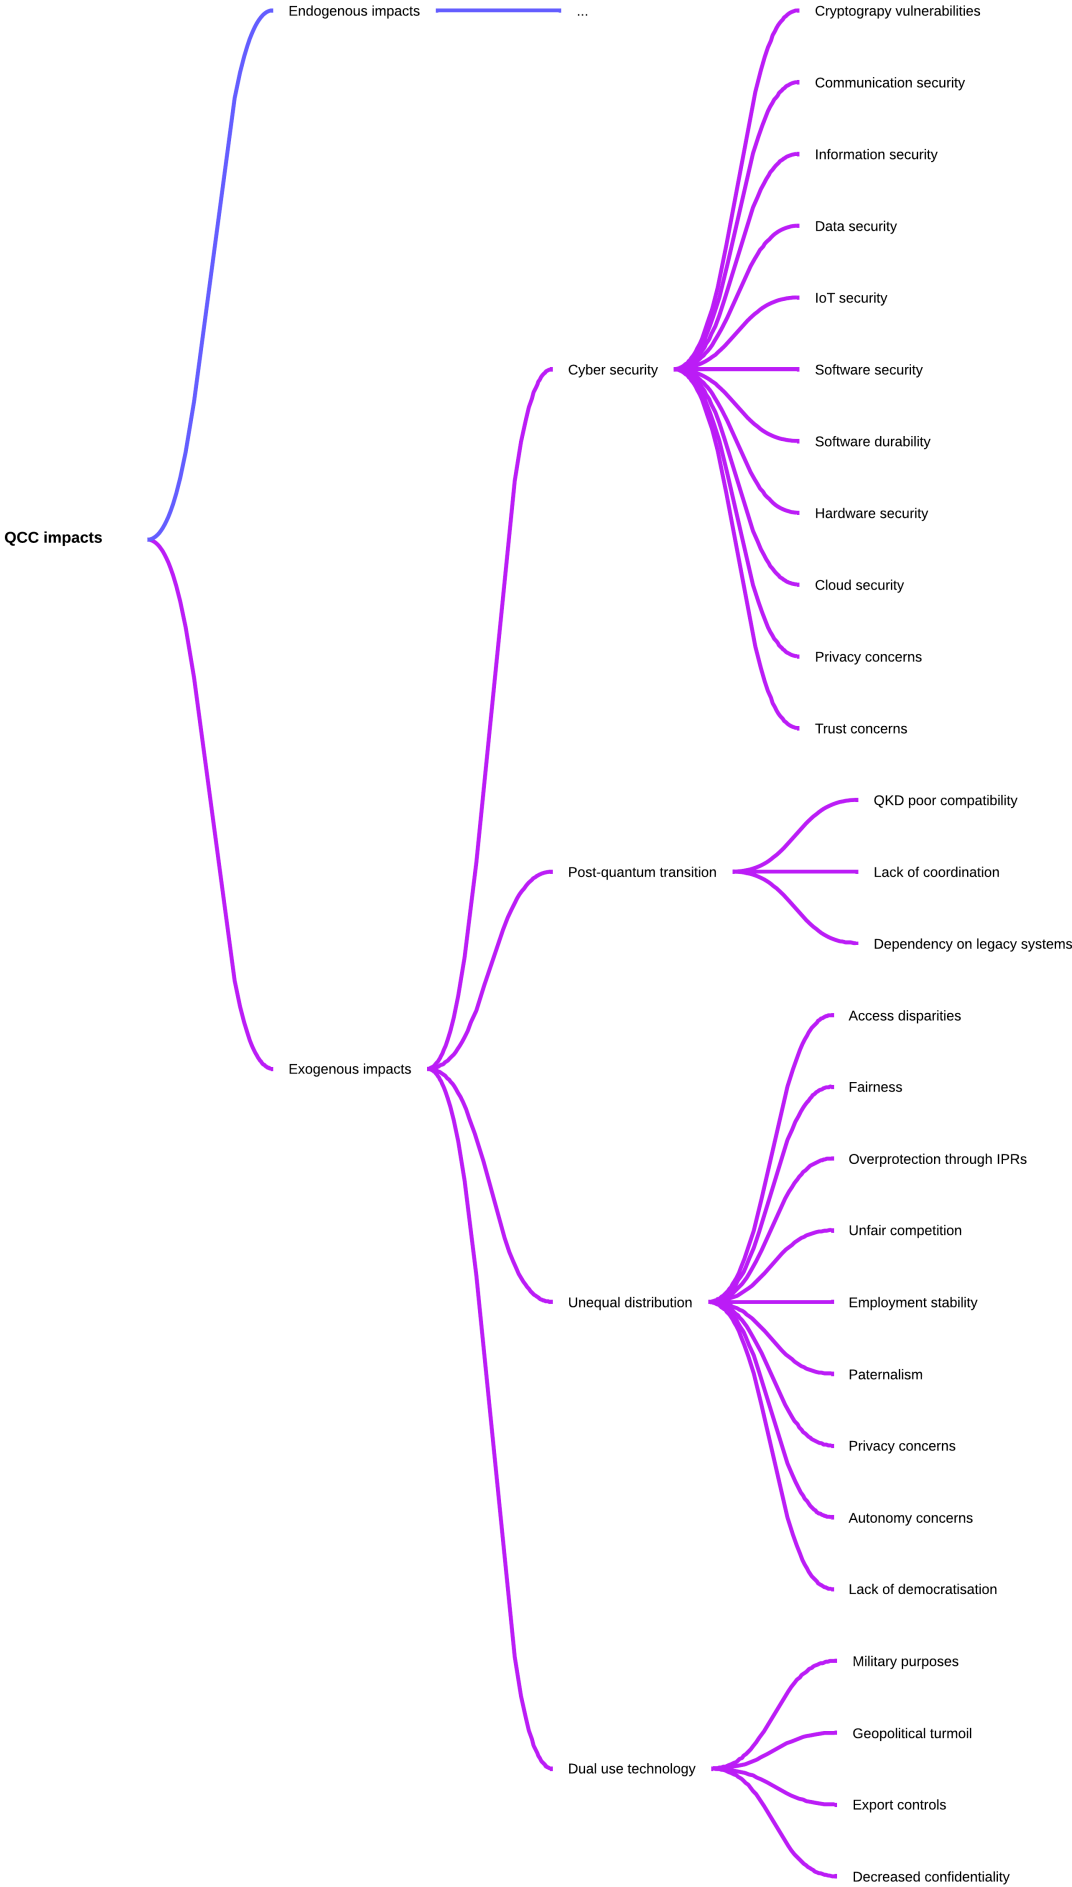 Endogenous impacts
...
Cryptograpy vulnerabilities
Communication security
Information security
Data security
IoT security
Cyber security
Software security
Software durability
Hardware security
QCC impacts
Cloud security
Privacy concerns
Trust concerns
QKD poor compatibility
Post-quantum transition
Lack of coordination
Dependency on legacy systems
Access disparities
Exogenous impacts
Fairness
Overprotection through IPRs
Unfair competition
Unequal distribution
Employment stability
Paternalism
Privacy concerns
Autonomy concerns
Lack of democratisation
Military purposes
Geopolitical turmoil
Dual use technology
Export controls
Decreased confidentiality